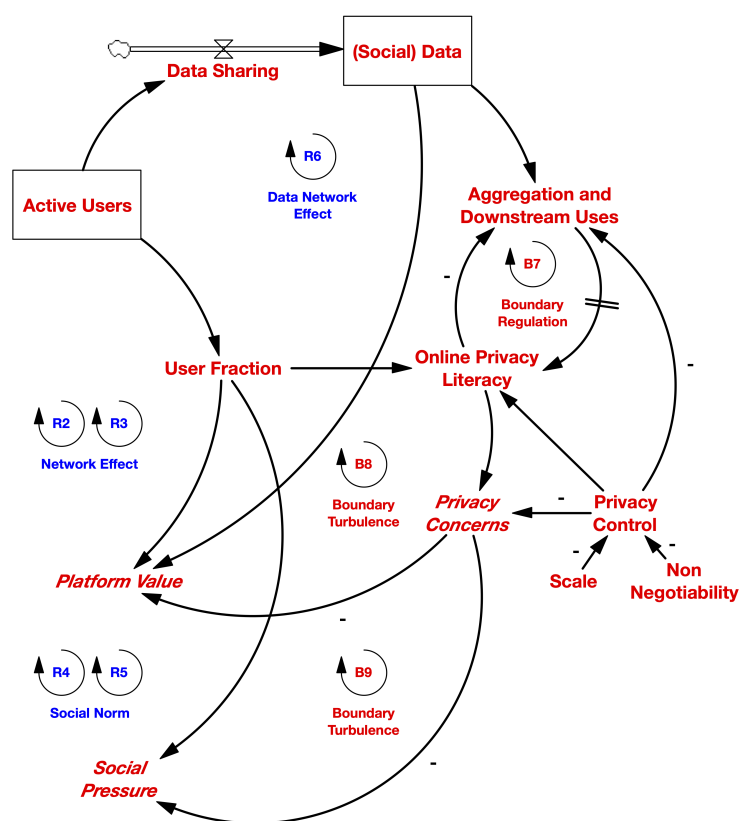 (Social) Data
Data Sharing
R6
Data Network
Effect
Active Users
Aggregation and
Downstream Uses
-
B7
Boundary
Regulation
-
User Fraction
Online Privacy
Literacy
R2
R3
Network Effect
B8
Boundary
Turbulence
Privacy
Concerns
-
Privacy
Control
-
-
Scale
Non
Negotiability
Platform Value
-
R4
R5
Social Norm
B9
Boundary
Turbulence
-
Social
Pressure